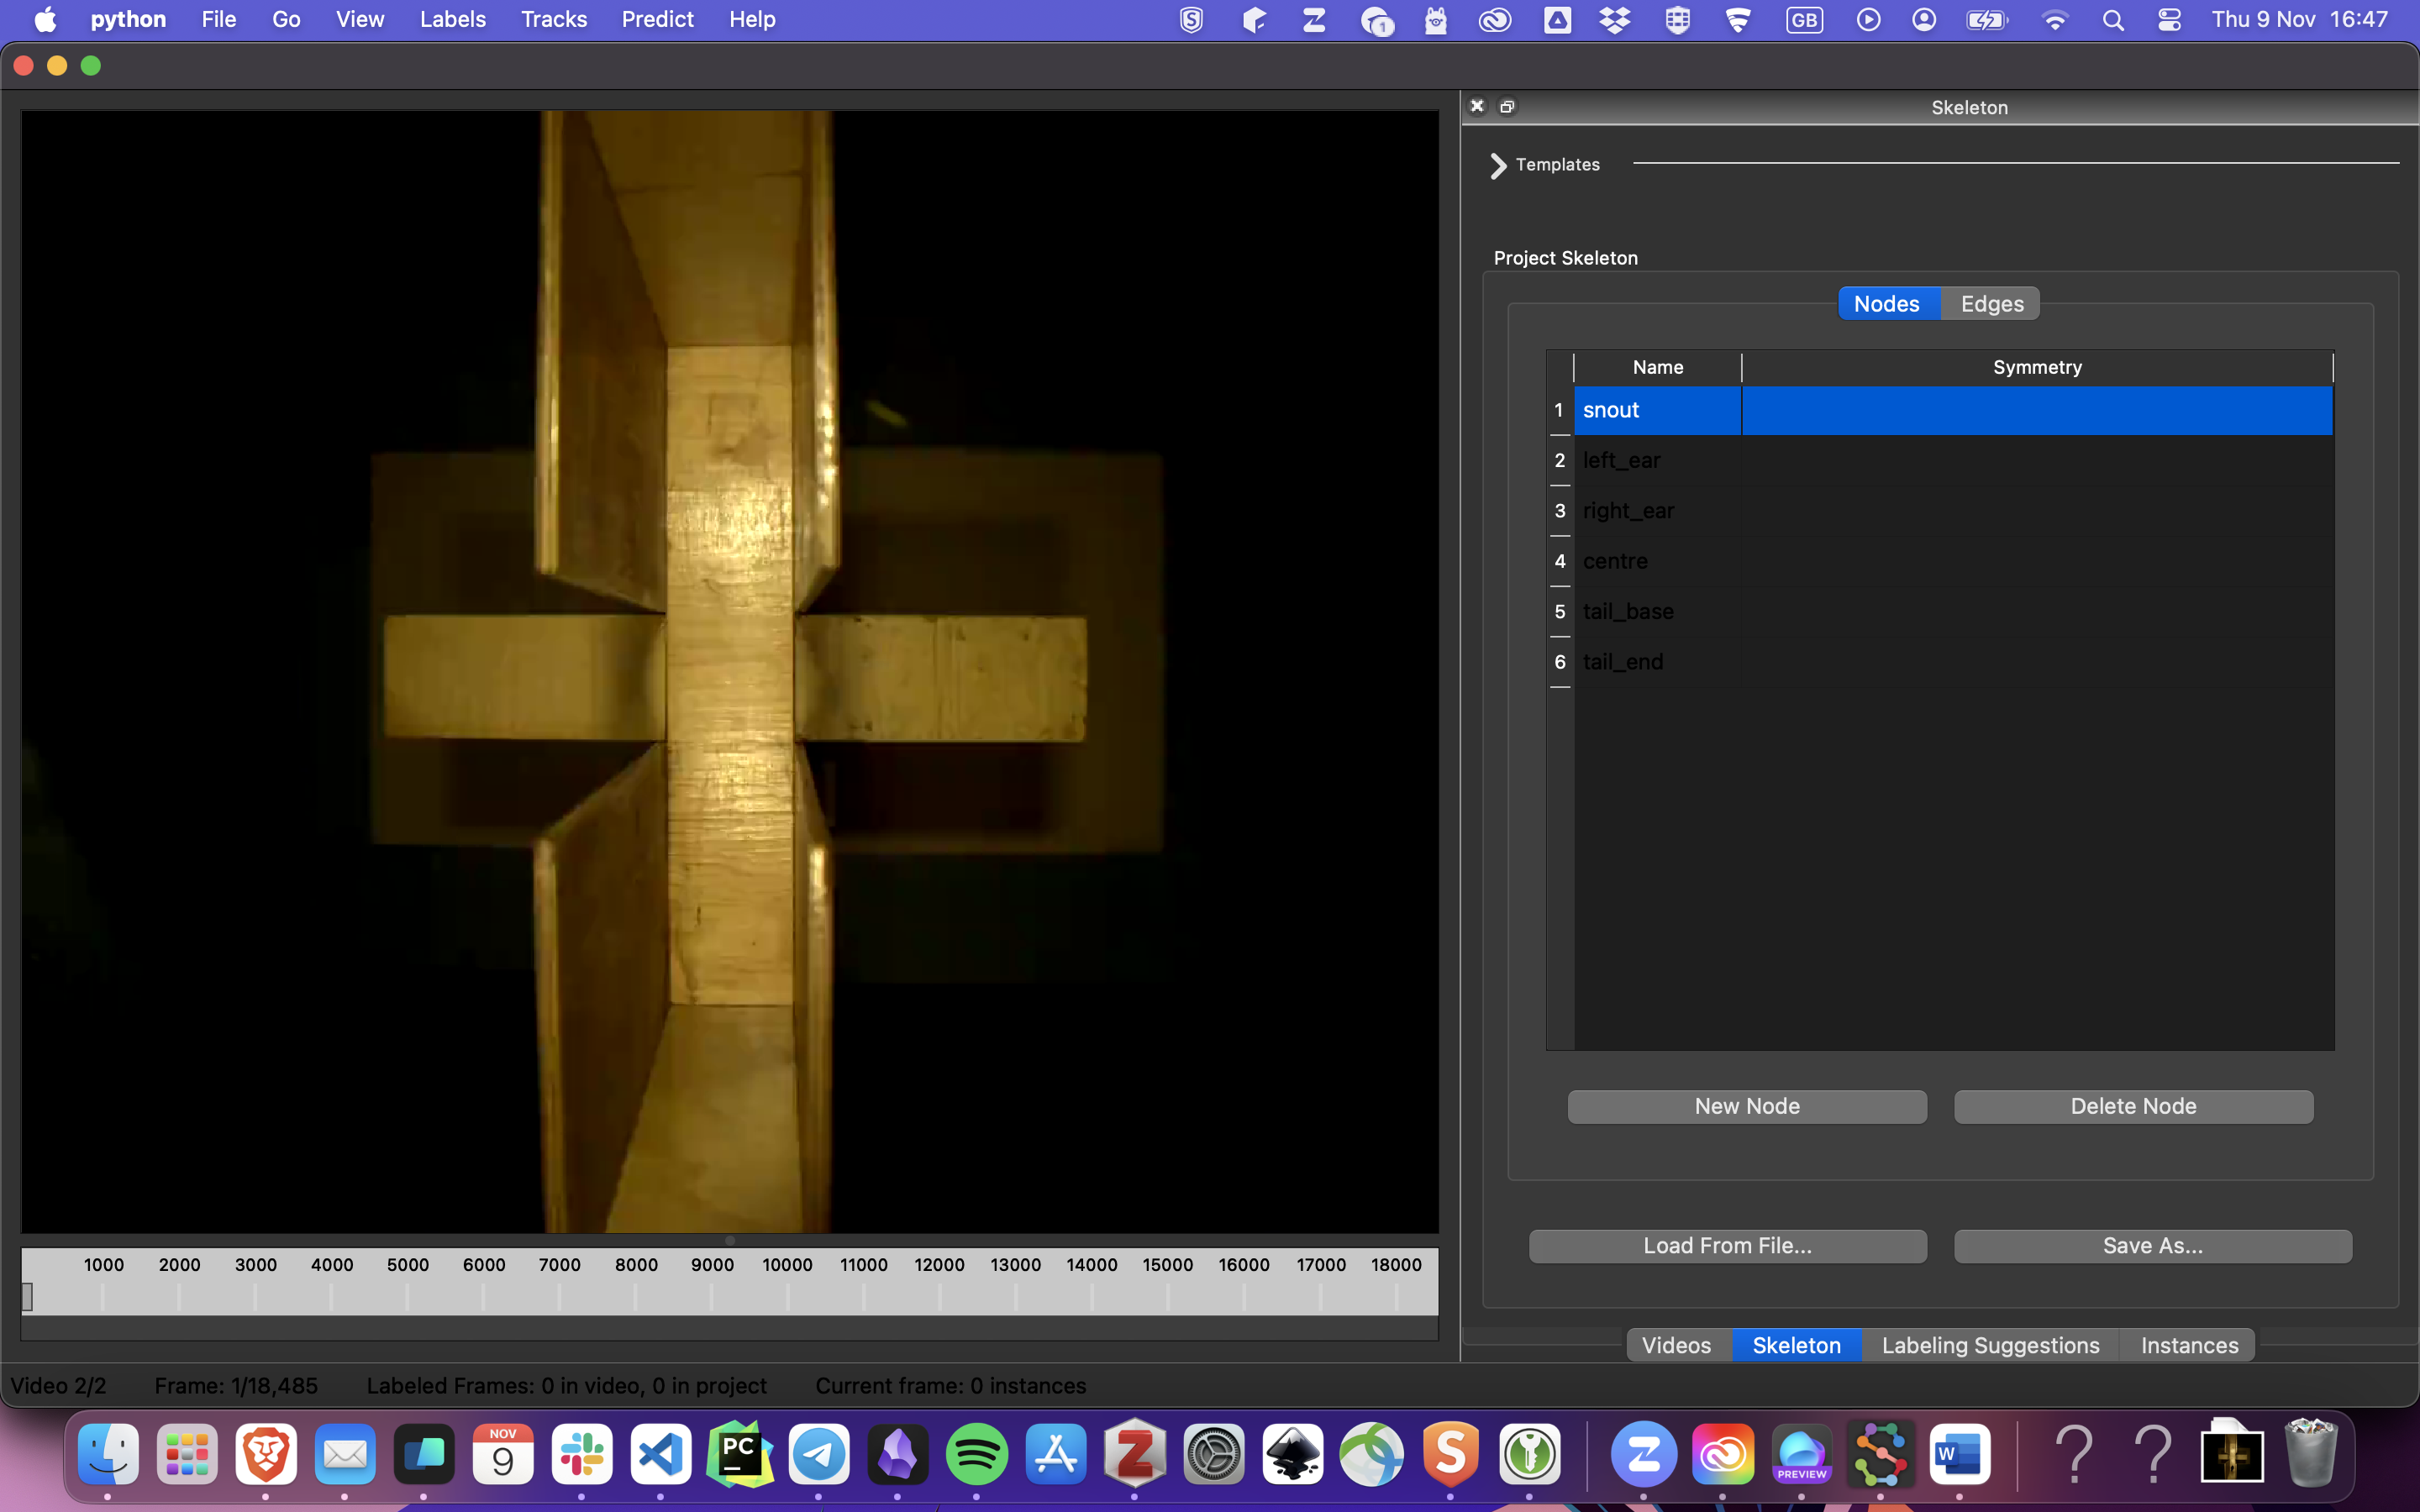 python File Go View Labels Tracks Predict Help 1 GB Thu 9 Nov 16:47
Skeleton
Templates
Project Skeleton
Nodes Edges
Name Symmetry
1 snout
2 left_ear
3 right_ear
4 centre
5 tail_base
6 tail_end
New Node Delete Node
Load From File... Save As...
1000 2000 3000 4000 5000 6000 7000 8000 9000 10000 11000 12000 13000 14000 15000 16000 17000 18000
Videos Skeleton Labeling Suggestions Instances
Video 2/2 Frame: 1/18,485 Labeled Frames: 0 in video, 0 in project Current frame: 0 instances
NOV
9
PC
Z
S
Z
PREVIEW
W
? ?